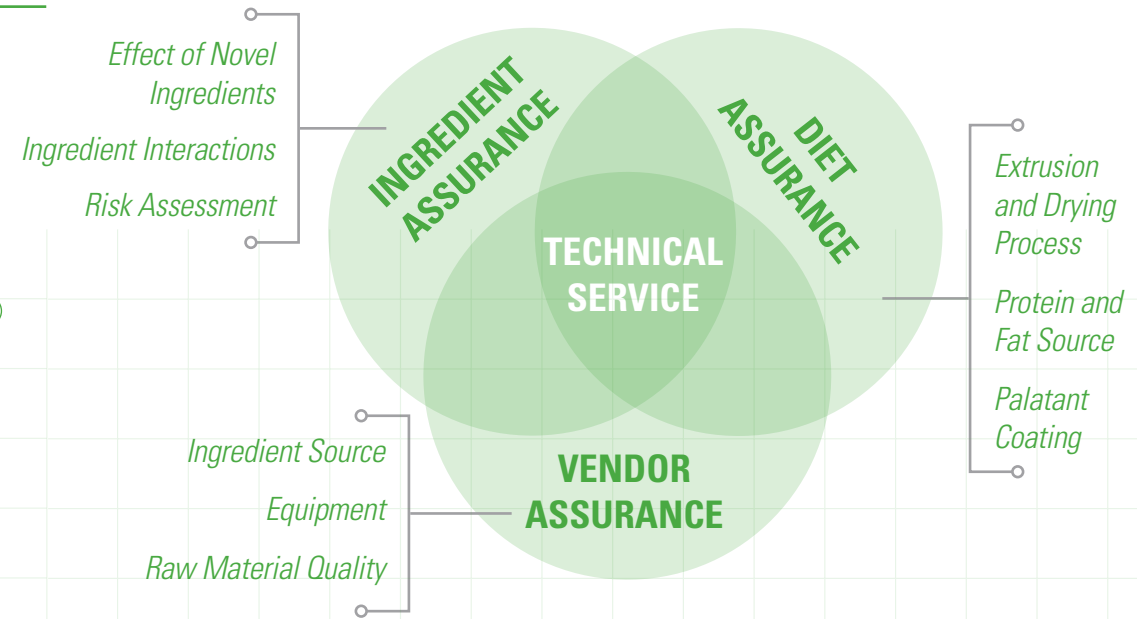 Effect of Novel
Ingredients
Ingredient Interactions
Risk Assessment
INGREDIENT
ASSURANCE
DIET
ASSURANCE
TECHNICAL
SERVICE
Extrusion
and Drying
Process
Protein and
Fat Source
Palatant
Coating
)
Ingredient Source
Equipment
Raw Material Quality
VENDOR
ASSURANCE